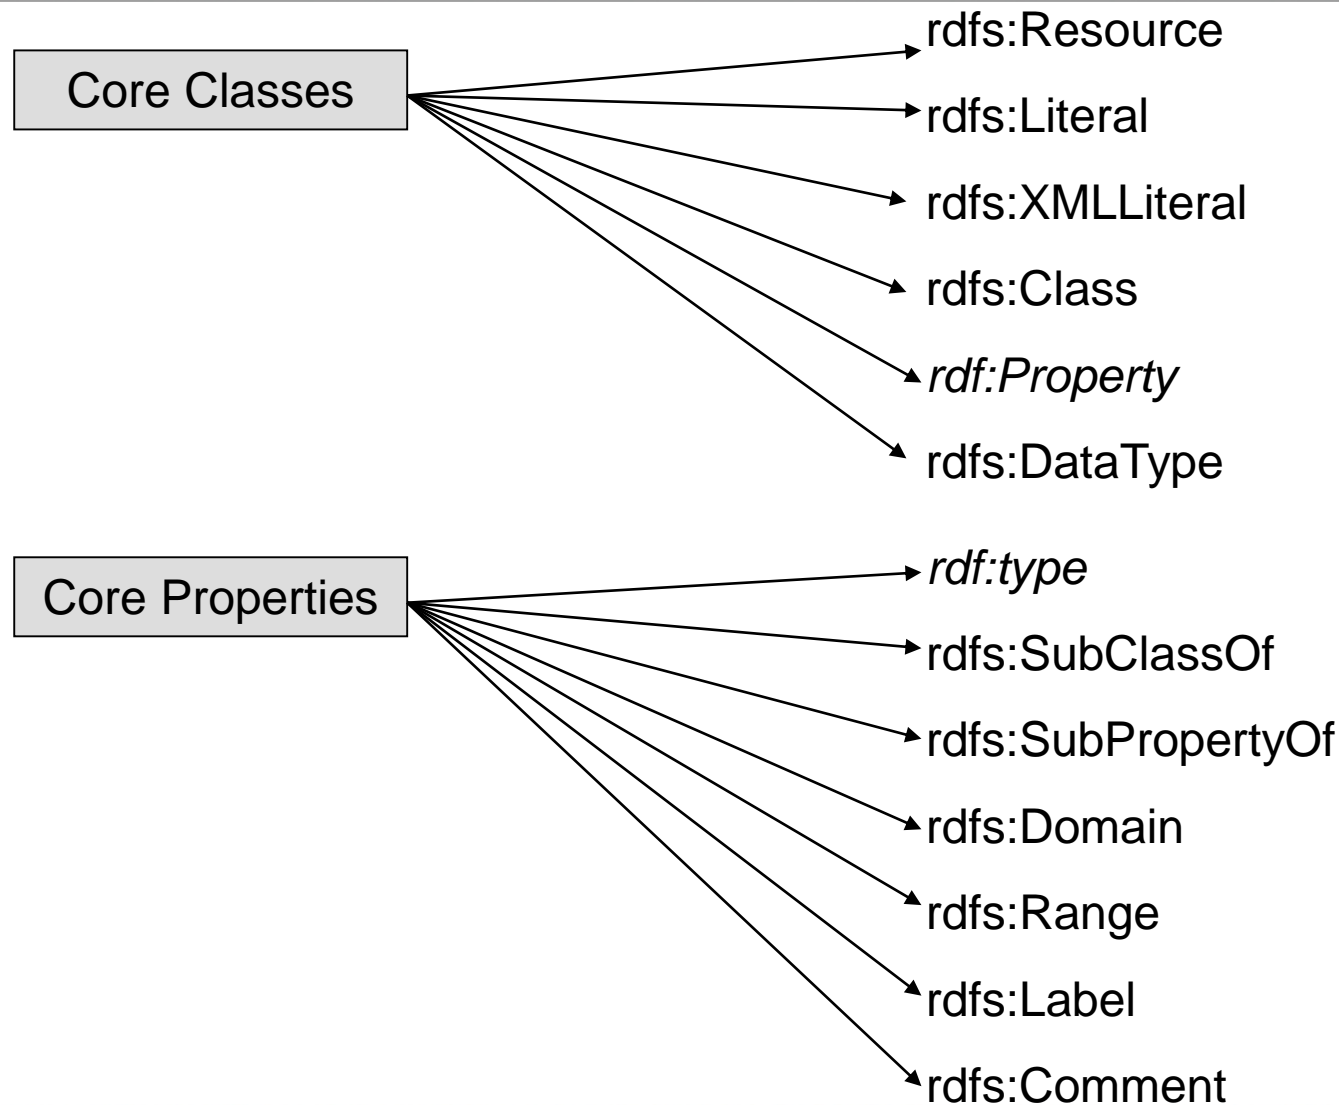 Core Classes
rdfs:Resource
rdfs:Literal
rdfs:XMLLiteral
rdfs:Class
rdf:Property
rdfs:DataType
Core Properties
rdf:type
rdfs:SubClassOf
rdfs:SubPropertyOf
rdfs:Domain
rdfs:Range
rdfs:Label
rdfs:Comment